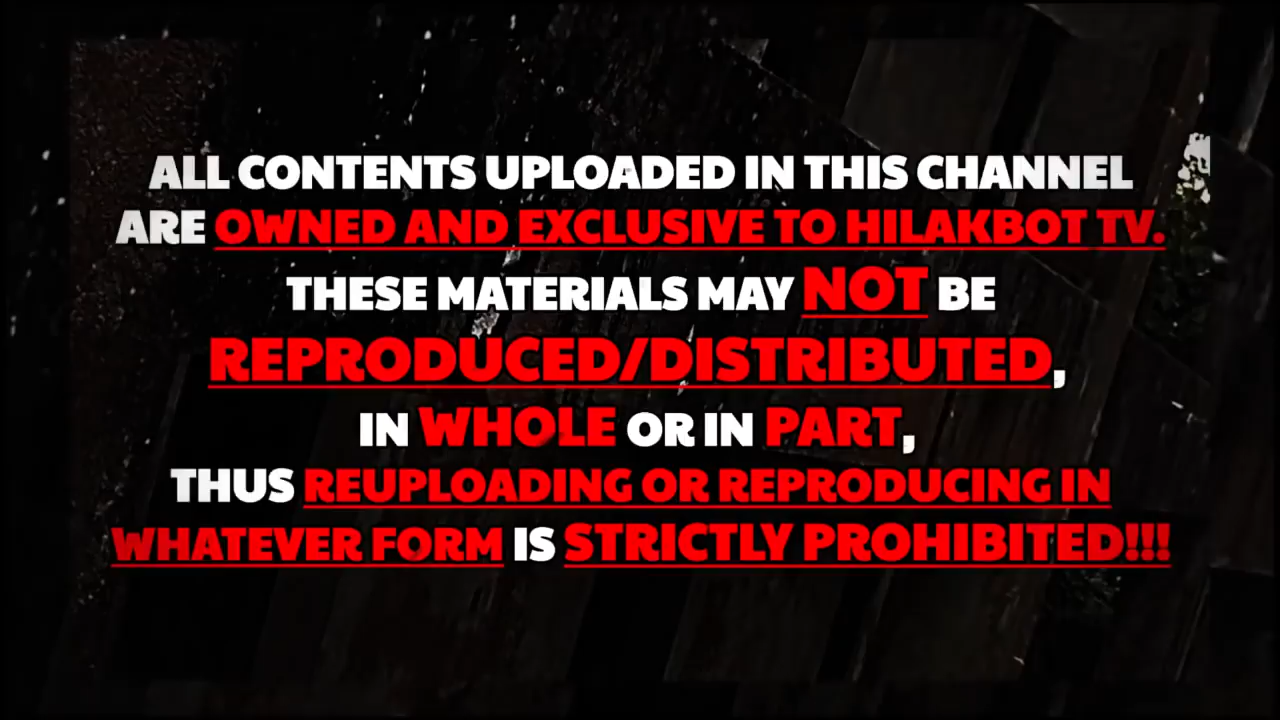 ALL CONTENTS UPLOADED IN THIS CHANNEL
ARE OWNED AND EXCLUSIVE TO HILAKBOT TV.
THESE MATERIALS MAY NOT BE
REPRODUCED/DISTRIBUTED,
IN WHOLE OR IN PART,
THUS REUPLOADING OR REPRODUCING IN
WHATEVER FORM IS STRICTLY PROHIBITED!!!